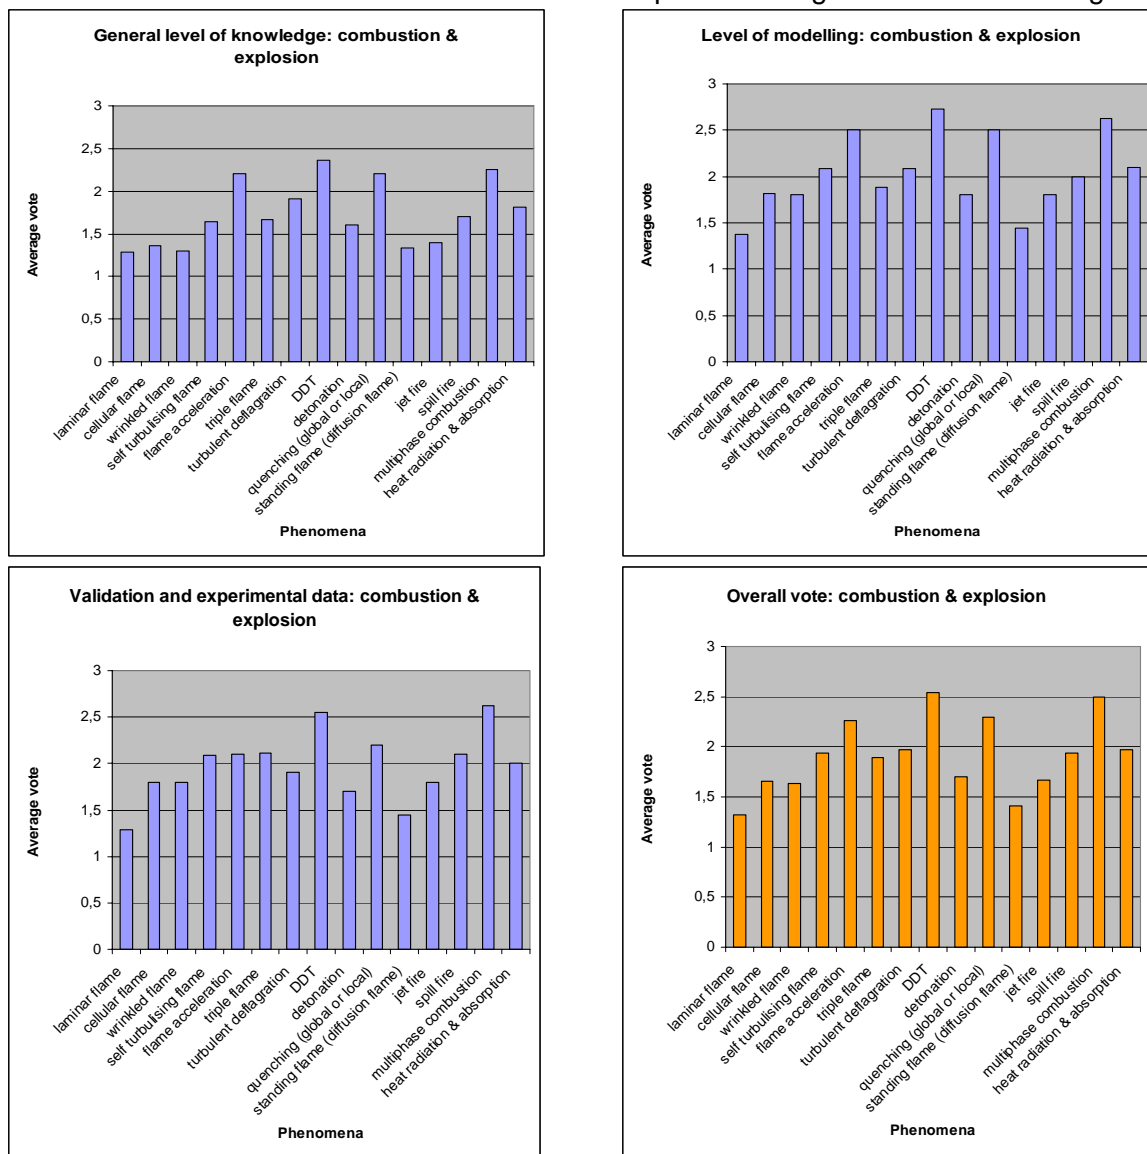 General level of knowledge: combustion &
explosion
3
2,5
2
1,5
1
0,5
0
Average vote
laminar flame
cellular flame
wrinkled flame
self turbulising flame
flame acceleration
triple flame
turbulent deflagration
DDT
detonation
quenching (global or local)
standing flame (diffusion flame)
jet fire
spill fire
multiphase combustion
heat radiation & absorption
Phenomena
Level of modelling: combustion & explosion
3
2,5
2
1,5
1
0,5
0
Average vote
laminar flame
cellular flame
wrinkled flame
self turbulising flame
flame acceleration
triple flame
turbulent deflagration
DDT
detonation
quenching (global or local)
standing flame (diffusion flame)
jet fire
spill fire
multiphase combustion
heat radiation & absorption
Phenomena
Validation and experimental data: combustion &
explosion
3
2,5
2
1,5
1
0,5
0
Average vote
laminar flame
cellular flame
wrinkled flame
self turbulising flame
flame acceleration
triple flame
turbulent deflagration
DDT
detonation
quenching (global or local)
standing flame (diffusion flame)
jet fire
spill fire
multiphase combustion
heat radiation & absorption
Phenomena
Overall vote: combustion & explosion
3
2,5
2
1,5
1
0,5
0
Average vote
laminar flame
cellular flame
wrinkled flame
self turbulising flame
flame acceleration
triple flame
turbulent deflagration
DDT
detonation
quenching (global or local)
standing flame (diffusion flame)
jet fire
spill fire
multiphase combustion
heat radiation & absorption
Phenomena